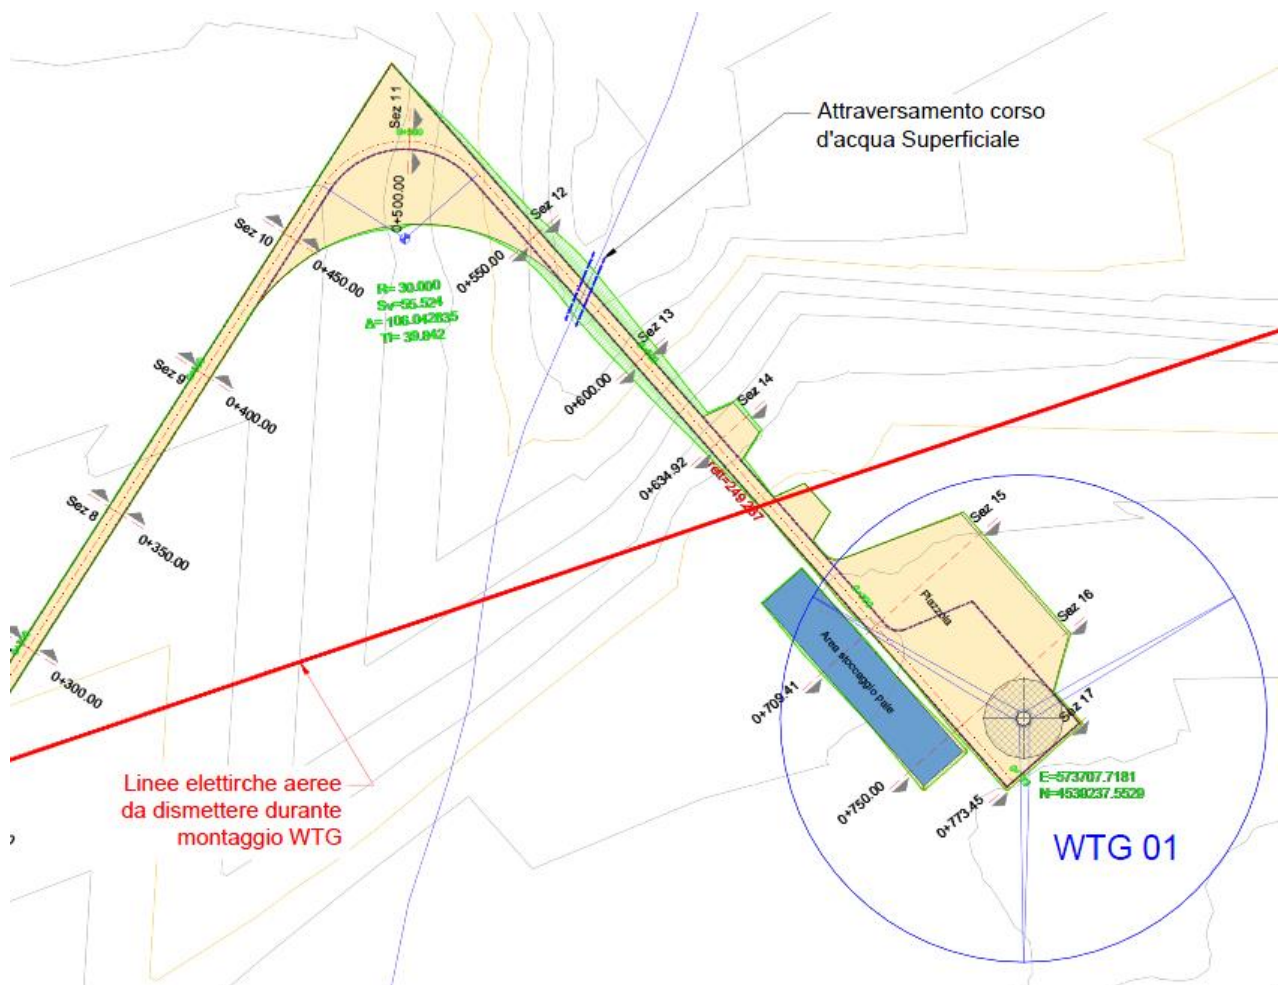 Attraversamento corso
d'acqua Superficiale
Sez 11
0+500.00
Sez 12
Sez 10
0+450.00
0+550.00
R= 30.000
Sv=55.524
Δ= 106.042835
Tl= 39.842
Sez 13
Sez 9
0+400.00
0+600.00
Sez 14
0+634.92
Sez 8
0+350.00
Sez 15
Piazzola
Sez 16
Area stoccaggio pale
0+300.00
0+709.41
Sez 17
Linee elettirche aeree
da dismettere durante
montaggio WTG
0+750.00
0+773.45
E=573707.7181
WTG 01